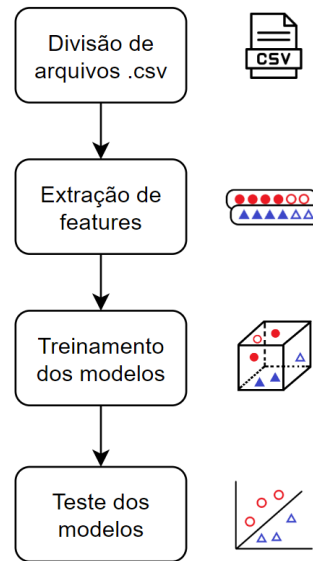 Divisão de
arquivos .csv
CSV
Extração de
features
Treinamento
dos modelos
Teste dos
modelos